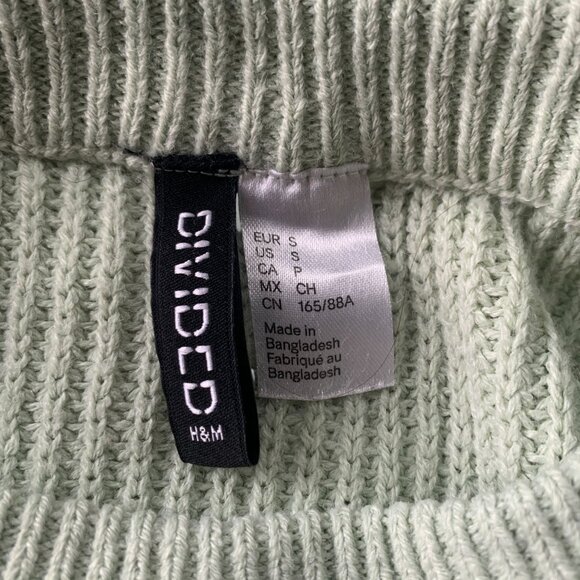 DIVIDED
H&M
EUR S
US S
CA P
MX CH
CN 165/88A
Made in
Bangladesh
Fabriqué au
Bangladesh